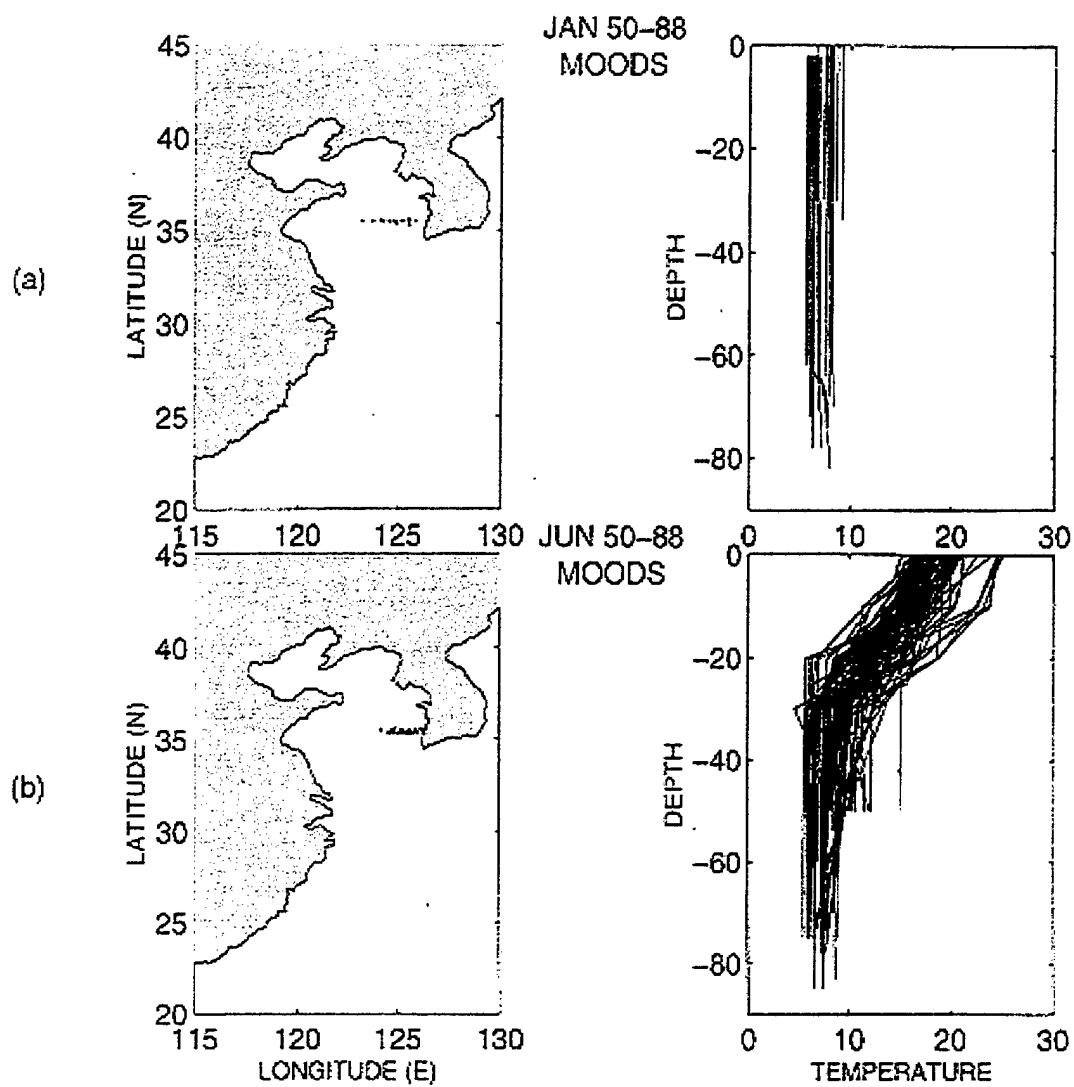 JAN 50–88
MOODS
(a)
LATITUDE (N)
45
40
35
30
25
20
115 120 125 130
DEPTH
0
−20
−40
−60
−80
0 10 20 30
JUN 50–88
MOODS
(b)
LATITUDE (N)
45
40
35
30
25
20
115 120 125 130
LONGITUDE (E)
DEPTH
0
−20
−40
−60
−80
0 10 20 30
TEMPERATURE